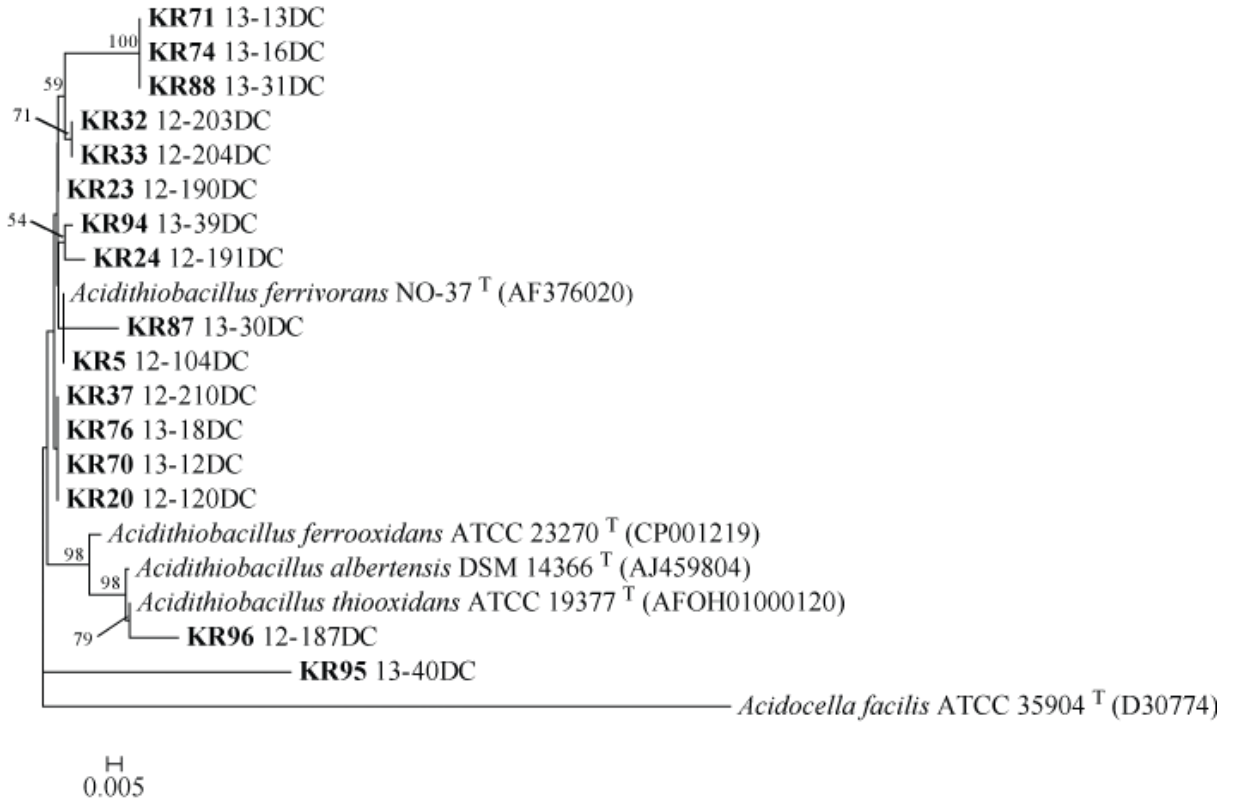 KR71 13-13DC
100
KR74 13-16DC
59
KR88 13-31DC
71
KR32 12-203DC
KR33 12-204DC
KR23 12-190DC
54
KR94 13-39DC
KR24 12-191DC
Acidithiobacillus ferrivorans NO-37 T (AF376020)
KR87 13-30DC
KR5 12-104DC
KR37 12-210DC
KR76 13-18DC
KR70 13-12DC
KR20 12-120DC
Acidithiobacillus ferrooxidans ATCC 23270 T (CP001219)
98
Acidithiobacillus albertensis DSM 14366 T (AJ459804)
98
Acidithiobacillus thiooxidans ATCC 19377 T (AFOH01000120)
79
KR96 12-187DC
KR95 13-40DC
Acidocella facilis ATCC 35904 T (D30774)
0.005